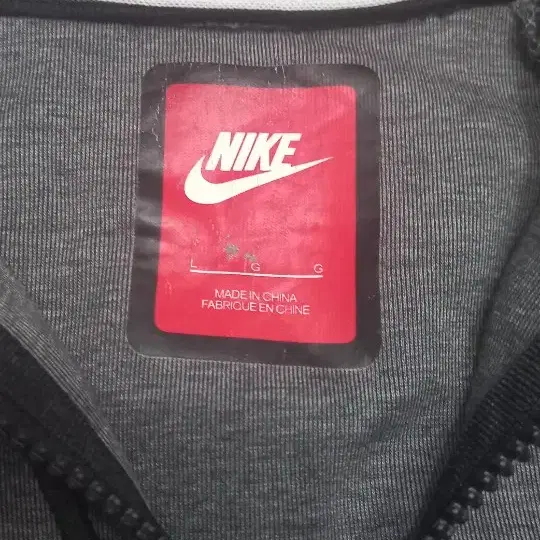 NIKE
L G G
MADE IN CHINA
FABRIQUE EN CHINE